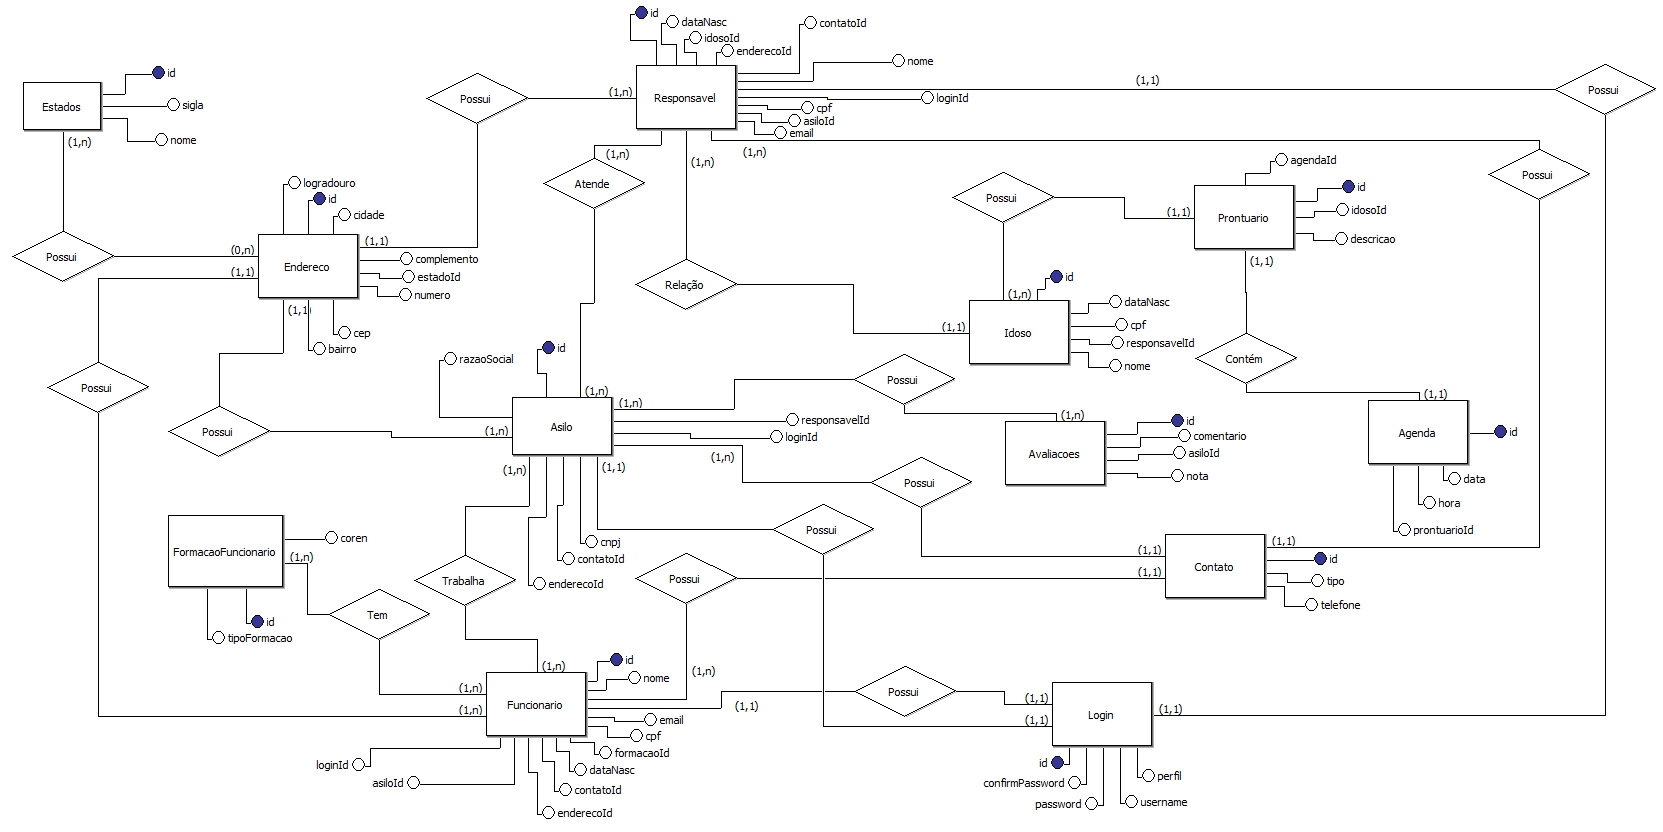 id
dataNasc
contatoId
idosoId
enderecoId
nome
id
Estados
sigla
nome
(1,n)
Possui
(1,n)
Responsavel
(1,1)
loginId
cpf
asiloId
email
Possui
(1,n)
(1,n)
(1,n)
Atende
Possui
agendaId
id
Prontuario
idosoId
descricao
(1,1)
(1,1)
Possui
logradouro
id
cidade
Possui
(0,n)
(1,1)
(1,1)
Endereco
complemento
estadoId
numero
(1,1)
cep
bairro
Relação
id
(1,n)
dataNasc
(1,1)
Idoso
cpf
responsavelId
nome
Contém
(1,1)
razaoSocial
id
Possui
(1,n)
(1,n)
Possui
Possui
(1,n)
Asilo
responsavelId
loginId
(1,n)
(1,1)
(1,n)
(1,n)
id
comentario
Avaliacoes
asiloId
nota
Agenda
id
data
hora
prontuarioId
Possui
Possui
cnpj
contatoId
enderecoId
FormacaoFuncionario
coren
(1,n)
id
tipoFormacao
Tem
Trabalha
Possui
(1,1)
(1,1)
Contato
(1,1)
id
tipo
telefone
(1,n)
(1,n)
(1,n)
(1,n)
Funcionario
id
nome
(1,1)
email
cpf
formacaoId
dataNasc
contatoId
enderecoId
loginId
asiloId
Possui
(1,1)
(1,1)
Login
(1,1)
id
confirmPassword
password
username
perfil